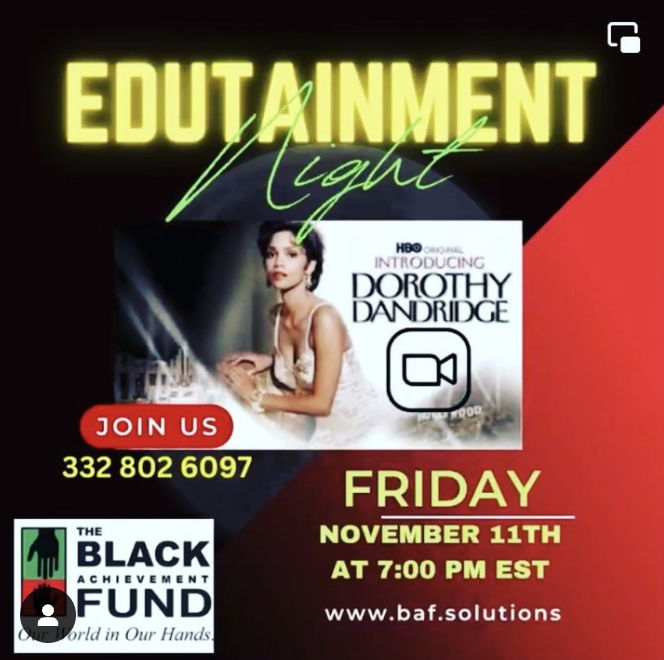 EDUTAINMENT
Night
HBO ORIGINAL
INTRODUCING
DOROTHY
DANDRIDGE
JOIN US
332 802 6097
FRIDAY
NOVEMBER 11TH
AT 7:00 PM EST
www.baf.solutions
THE
BLACK
ACHIEVEMENT
FUND
Our World in Our Hands.